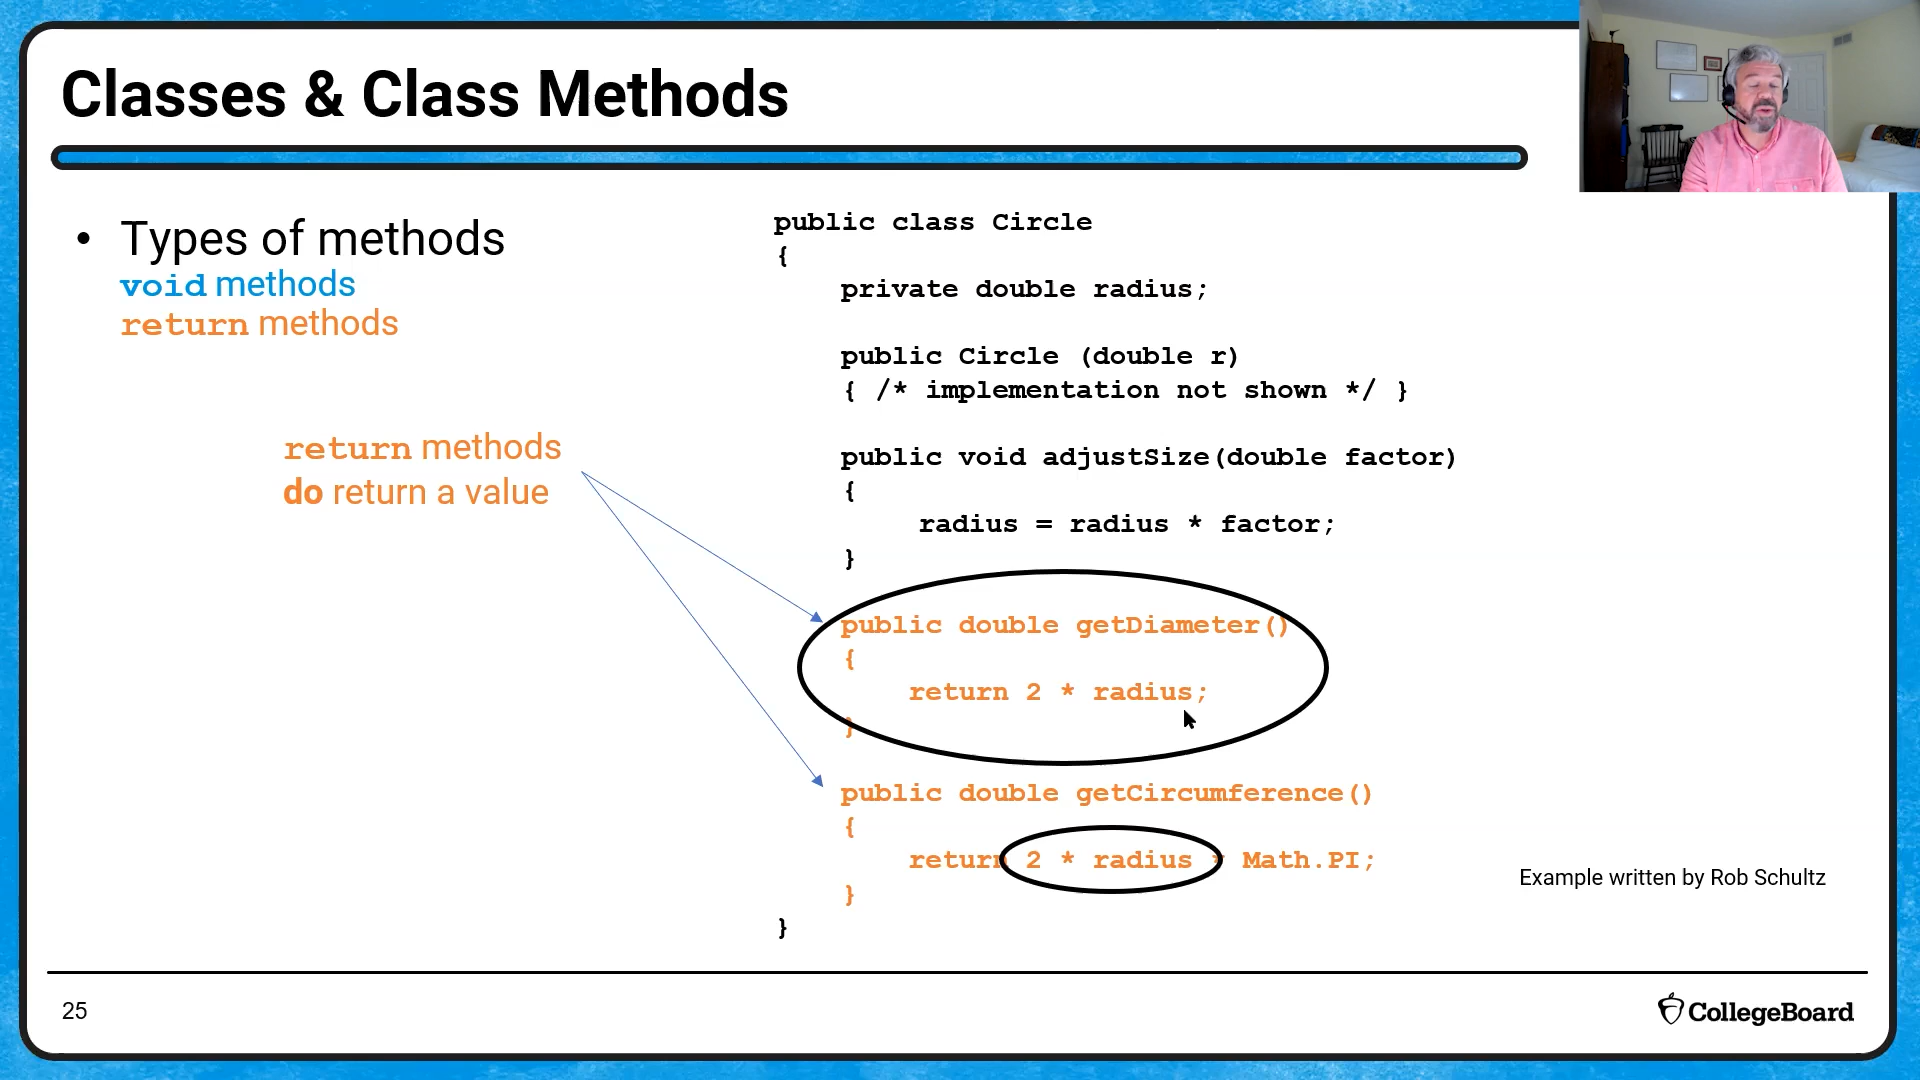 Classes & Class Methods
• Types of methods
void methods
return methods
return methods
do return a value
public class Circle
{
private double radius;
public Circle (double r)
{ /* implementation not shown */ }
public void adjustSize(double factor)
{
radius = radius * factor;
}
public double getDiameter()
{
return 2 * radius;
}
public double getCircumference()
{
return 2 * radius * Math.PI;
}
}
Example written by Rob Schultz
25
CollegeBoard